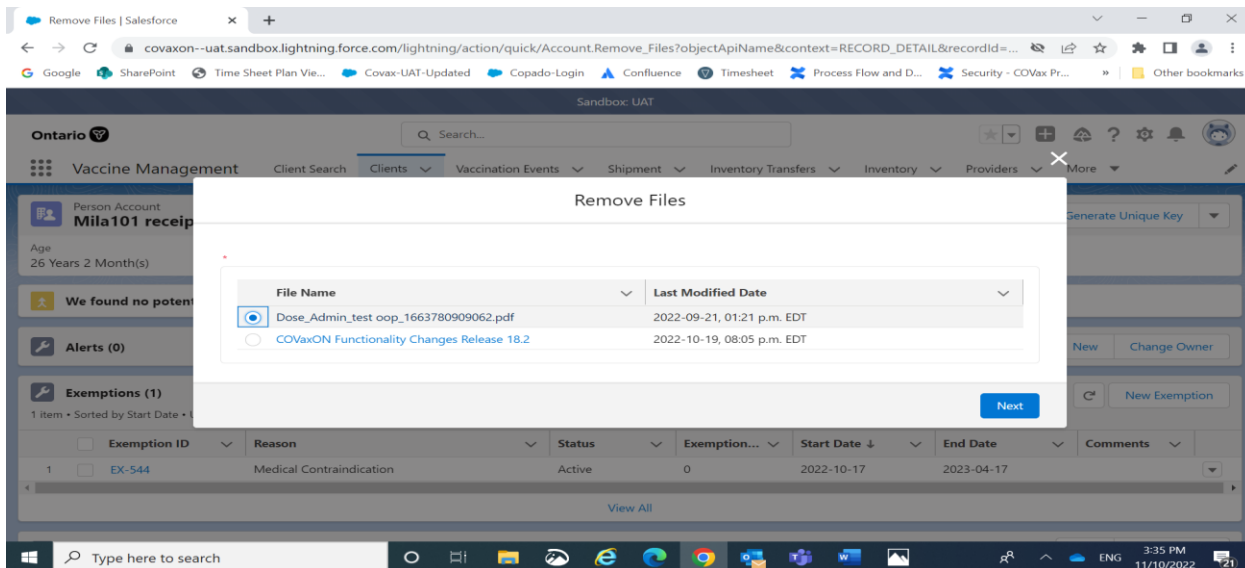 Remove Files | Salesforce
covaxon--uat.sandbox.lightning.force.com/lightning/action/quick/Account.Remove_Files?objectApiName&context=RECORD_DETAIL&recordId=...
Google SharePoint Time Sheet Plan Vie... Covax-UAT-Updated Copado-Login Confluence Timesheet Process Flow and D... Security - COVax Pr... » Other bookmarks
Sandbox: UAT
Ontario Search...
Vaccine Management Client Search Clients Vaccination Events Shipment Inventory Transfers Inventory Providers More
Remove Files
Person Account
Mila101 receip
Generate Unique Key
Age
26 Years 2 Month(s)
*
File Name Last Modified Date
We found no poten
Dose_Admin_test oop_1663780909062.pdf 2022-09-21, 01:21 p.m. EDT
COVaxON Functionality Changes Release 18.2 2022-10-19, 08:05 p.m. EDT
Alerts (0) New Change Owner
Exemptions (1) New Exemption
Next
1 item • Sorted by Start Date •
Exemption ID Reason Status Exemption... Start Date ↓ End Date Comments
1 EX-544 Medical Contraindication Active 0 2022-10-17 2023-04-17
View All
Type here to search ENG 3:35 PM
11/10/2022
21